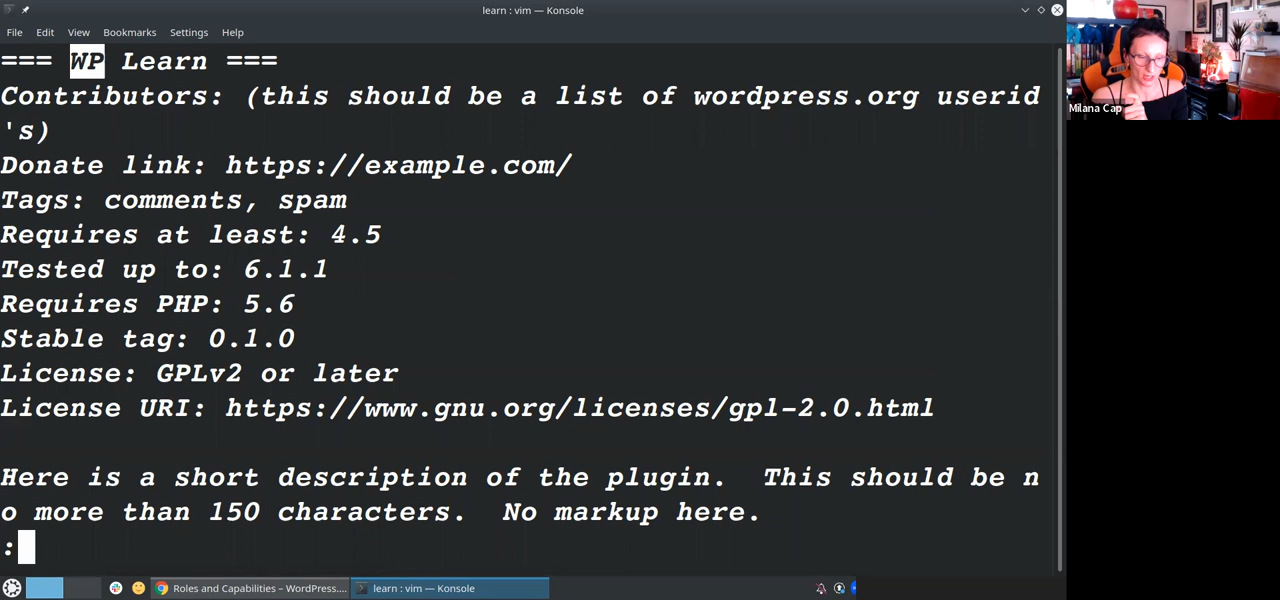 learn : vim — Konsole
File Edit View Bookmarks Settings Help
=== WP Learn ===
Contributors: (this should be a list of wordpress.org userid
's)
Donate link: https://example.com/
Tags: comments, spam
Requires at least: 4.5
Tested up to: 6.1.1
Requires PHP: 5.6
Stable tag: 0.1.0
License: GPLv2 or later
License URI: https://www.gnu.org/licenses/gpl-2.0.html
Here is a short description of the plugin.  This should be n
o more than 150 characters.  No markup here.
:
Roles and Capabilities – WordPress....
learn : vim — Konsole
Milana Cap